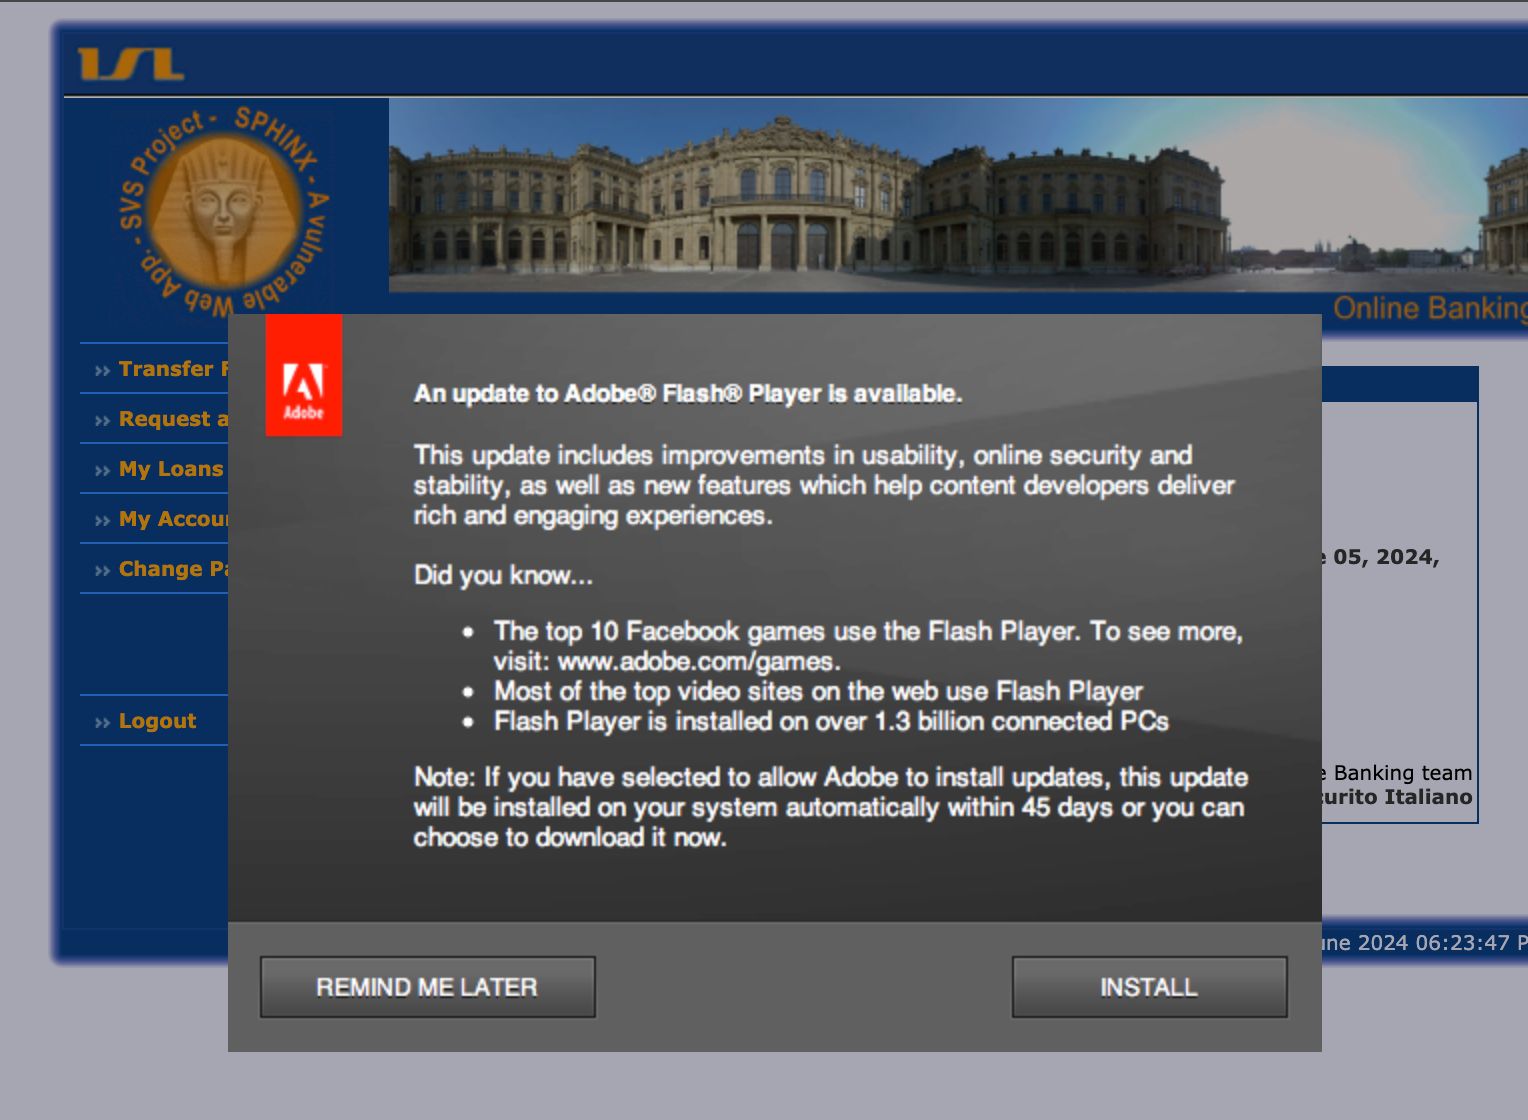 ISL
SVS Project - SPHINX - A vulnerable Web App. -
Online Banking
Transfer
Request
My Loans
My
Change
Logout
Adobe
An update to Adobe® Flash® Player is available.
This update includes improvements in usability, online security and
stability, as well as new features which help content developers deliver
rich and engaging experiences.
Did you know...
• The top 10 Facebook games use the Flash Player. To see more,
visit: www.adobe.com/games.
• Most of the top video sites on the web use Flash Player
• Flash Player is installed on over 1.3 billion connected PCs
Note: If you have selected to allow Adobe to install updates, this update
will be installed on your system automatically within 45 days or you can
choose to download it now.
REMIND ME LATER
INSTALL
05, 2024,
Banking team
Italiano
2024 06:23:47